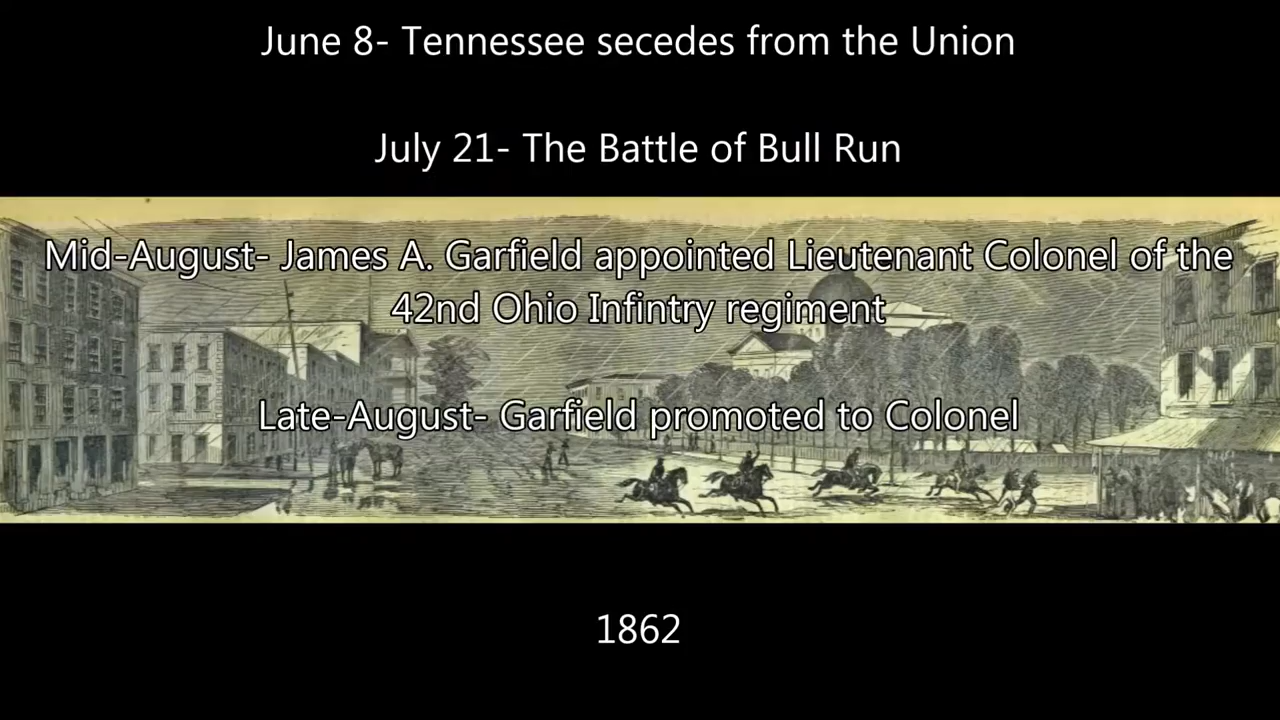 June 8- Tennessee secedes from the Union
July 21- The Battle of Bull Run
Mid-August- James A. Garfield appointed Lieutenant Colonel of the
42nd Ohio Infintry regiment
Late-August- Garfield promoted to Colonel
1862